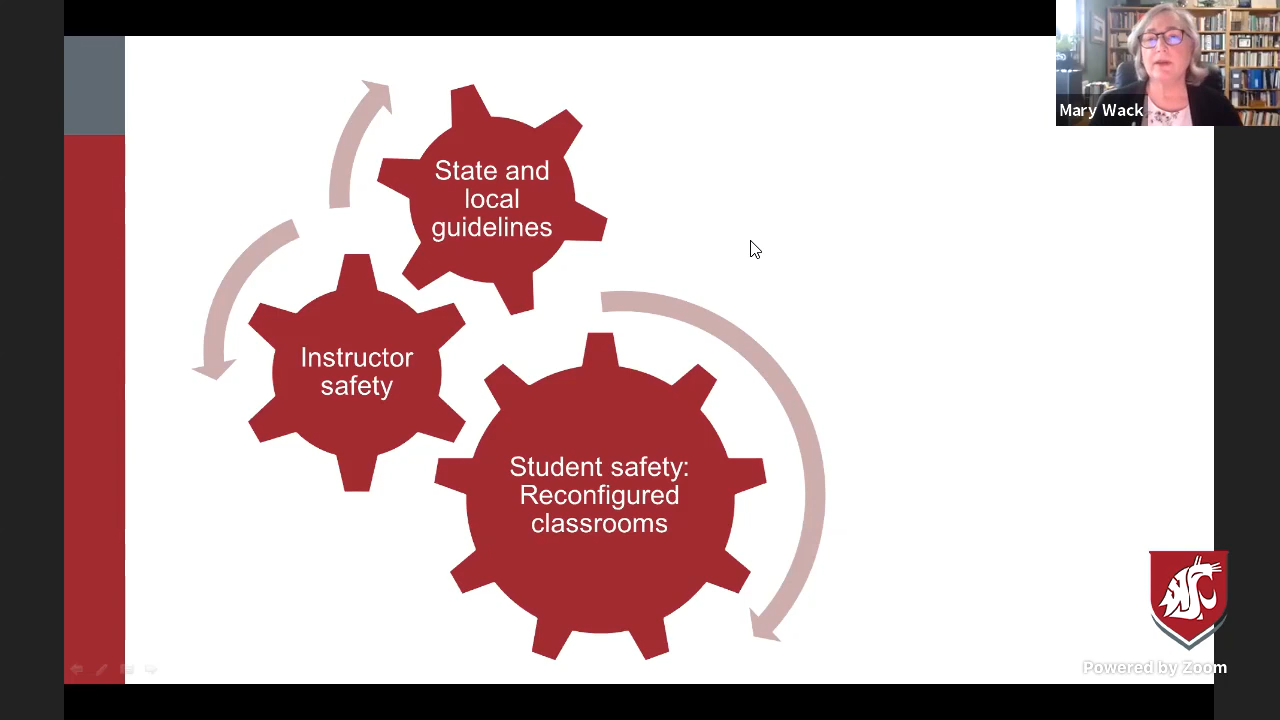 Mary Wack
State and
local
guidelines
Instructor
safety
Student safety:
Reconfigured
classrooms
Powered by Zoom